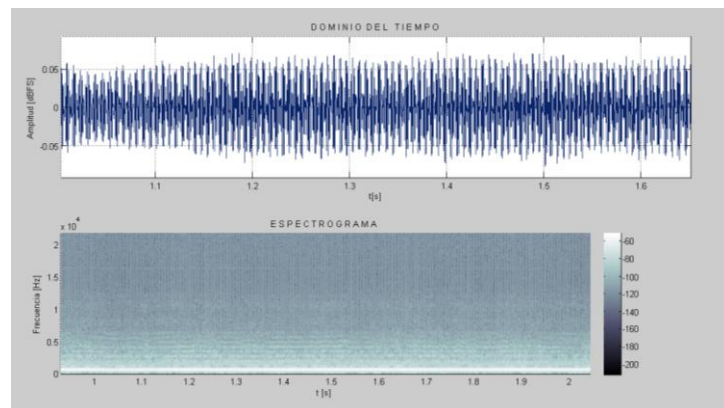 DOMINIO DEL TIEMPO
Amplitud [dBFS]
0.05
0
-0.05
1.1 1.2 1.3 1.4 1.5 1.6
t[s]
ESPECTROGRAMA
x 10^4
Frecuencia [Hz]
2
1.5
1
0.5
0
1 1.1 1.2 1.3 1.4 1.5 1.6 1.7 1.8 1.9 2
t [s]
-60
-80
-100
-120
-140
-160
-180
-200